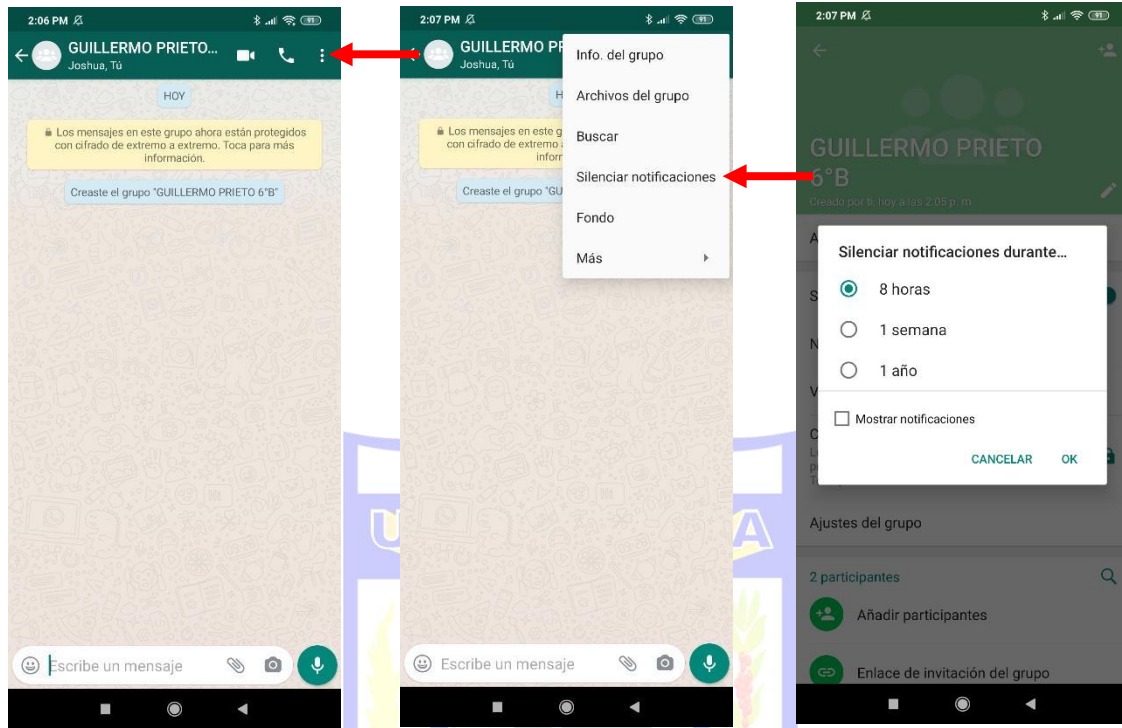 2:06 PM
91
GUILLERMO PRIETO...
Joshua, Tú
HOY
Los mensajes en este grupo ahora están protegidos
con cifrado de extremo a extremo. Toca para más
información.
Creaste el grupo "GUILLERMO PRIETO 6°B"
Escribe un mensaje
2:07 PM
91
GUILLERMO PR
Joshua, Tú
H
Los mensajes en este g
con cifrado de extremo a
infor
Creaste el grupo "GU
Info. del grupo
Archivos del grupo
Buscar
Silenciar notificaciones
Fondo
Más
Escribe un mensaje
2:07 PM
91
GUILLERMO PRIETO
6°B
Creado por ti, hoy a las 2:05 p. m.
Silenciar notificaciones durante...
8 horas
1 semana
1 año
Mostrar notificaciones
CANCELAR OK
Ajustes del grupo
2 participantes
Añadir participantes
Enlace de invitación del grupo